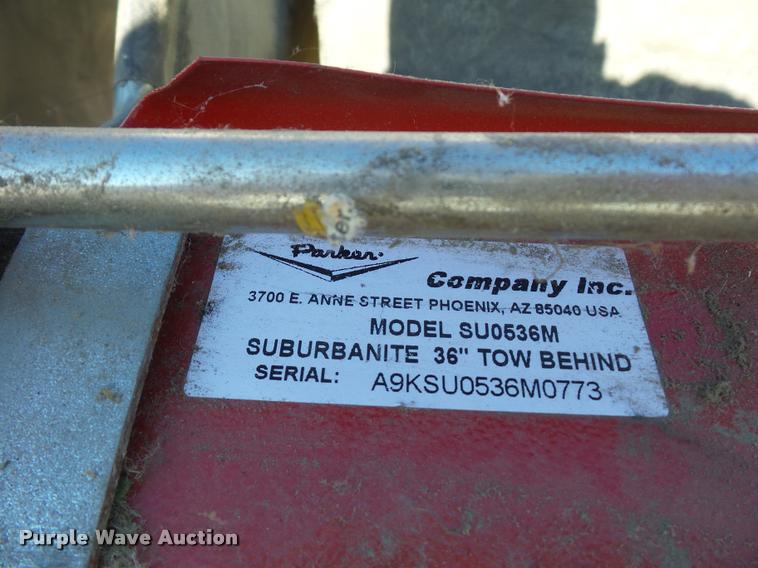 er.
Parker.
Company Inc.
3700 E. ANNE STREET PHOENIX, AZ 85040 USA
MODEL SU0536M
SUBURBANITE 36" TOW BEHIND
SERIAL: A9KSU0536M0773
Purple Wave Auction